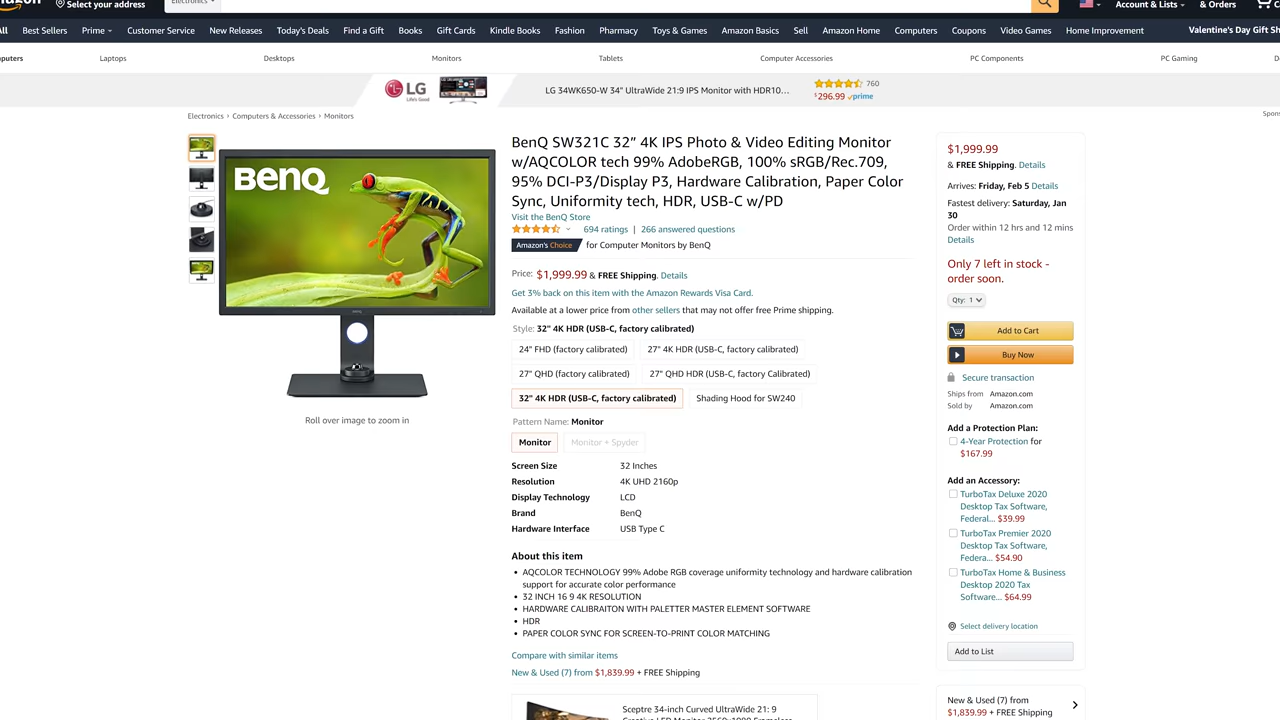 Select your address
Electronics
Account & Lists
& Orders
Best Sellers
Prime
Customer Service
New Releases
Today's Deals
Find a Gift
Books
Gift Cards
Kindle Books
Fashion
Pharmacy
Toys & Games
Amazon Basics
Sell
Amazon Home
Computers
Coupons
Video Games
Home Improvement
Valentine's Day Gift
Laptops
Desktops
Monitors
Tablets
Computer Accessories
PC Components
PC Gaming
LG
Life's Good
LG 34WK650-W 34" UltraWide 21:9 IPS Monitor with HDR10...
760
$296.99 prime
Electronics › Computers & Accessories › Monitors
BenQ
BenQ SW321C 32” 4K IPS Photo & Video Editing Monitor
w/AQCOLOR tech 99% AdobeRGB, 100% sRGB/Rec.709,
95% DCI-P3/Display P3, Hardware Calibration, Paper Color
Sync, Uniformity tech, HDR, USB-C w/PD
Visit the BenQ Store
694 ratings | 266 answered questions
Amazon's Choice for Computer Monitors by BenQ
Price: $1,999.99 & FREE Shipping. Details
Get 3% back on this item with the Amazon Rewards Visa Card.
Available at a lower price from other sellers that may not offer free Prime shipping.
Style: 32" 4K HDR (USB-C, factory calibrated)
24" FHD (factory calibrated)
27" 4K HDR (USB-C, factory calibrated)
27" QHD (factory calibrated)
27" QHD HDR (USB-C, factory Calibrated)
32" 4K HDR (USB-C, factory calibrated)
Shading Hood for SW240
Roll over image to zoom in
Pattern Name: Monitor
Monitor
Monitor + Spyder
Screen Size 32 Inches
Resolution 4K UHD 2160p
Display Technology LCD
Brand BenQ
Hardware Interface USB Type C
About this item
• AQCOLOR TECHNOLOGY 99% Adobe RGB coverage uniformity technology and hardware calibration
support for accurate color performance
• 32 INCH 16 9 4K RESOLUTION
• HARDWARE CALIBRAITON WITH PALETTER MASTER ELEMENT SOFTWARE
• HDR
• PAPER COLOR SYNC FOR SCREEN-TO-PRINT COLOR MATCHING
Compare with similar items
New & Used (7) from $1,839.99 + FREE Shipping
Sceptre 34-inch Curved UltraWide 21: 9
$1,999.99
& FREE Shipping. Details
Arrives: Friday, Feb 5 Details
Fastest delivery: Saturday, Jan
30
Order within 12 hrs and 12 mins
Details
Only 7 left in stock -
order soon.
Qty: 1
Add to Cart
Buy Now
Secure transaction
Ships from Amazon.com
Sold by Amazon.com
Add a Protection Plan:
4-Year Protection for
$167.99
Add an Accessory:
TurboTax Deluxe 2020
Desktop Tax Software,
Federal... $39.99
TurboTax Premier 2020
Desktop Tax Software,
Federa... $54.90
TurboTax Home & Business
Desktop 2020 Tax
Software... $64.99
Select delivery location
Add to List
New & Used (7) from
$1,839.99 + FREE Shipping